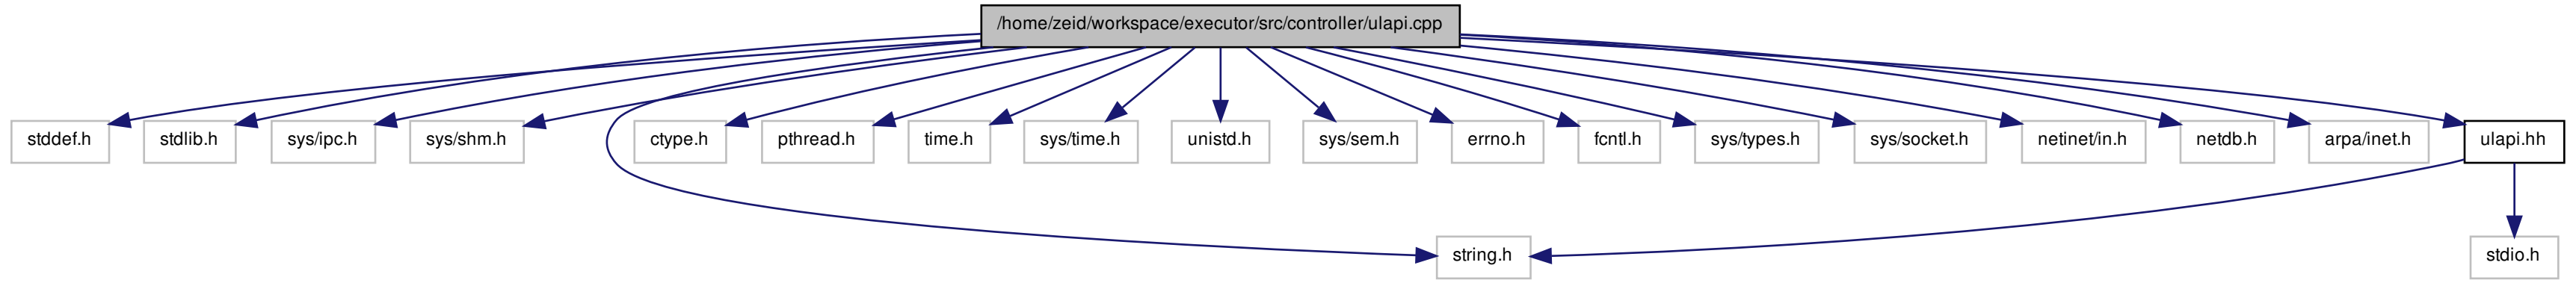 /home/zeid/workspace/executor/src/controller/ulapi.cpp
stddef.h
stdlib.h
sys/ipc.h
sys/shm.h
ctype.h
pthread.h
time.h
sys/time.h
unistd.h
sys/sem.h
errno.h
fcntl.h
sys/types.h
sys/socket.h
netinet/in.h
netdb.h
arpa/inet.h
ulapi.hh
string.h
stdio.h